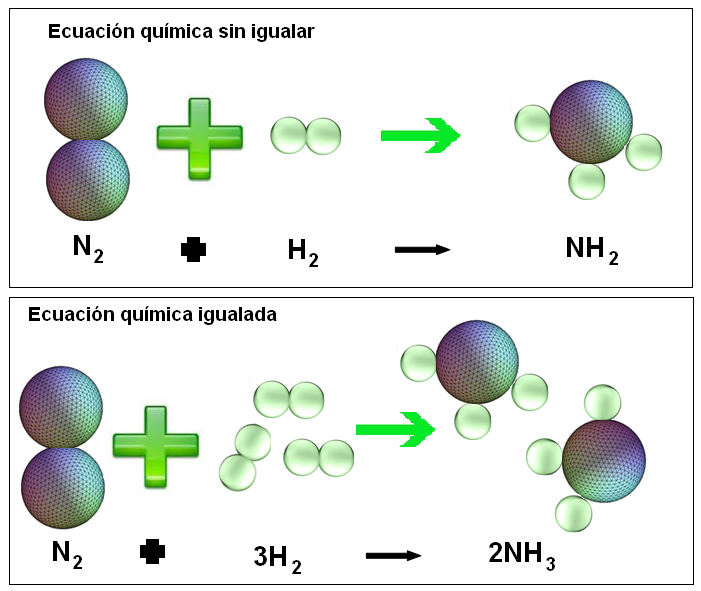 Ecuación química sin igualar
N₂ + H₂ → NH₂
Ecuación química igualada
N₂ + 3H₂ → 2NH₃